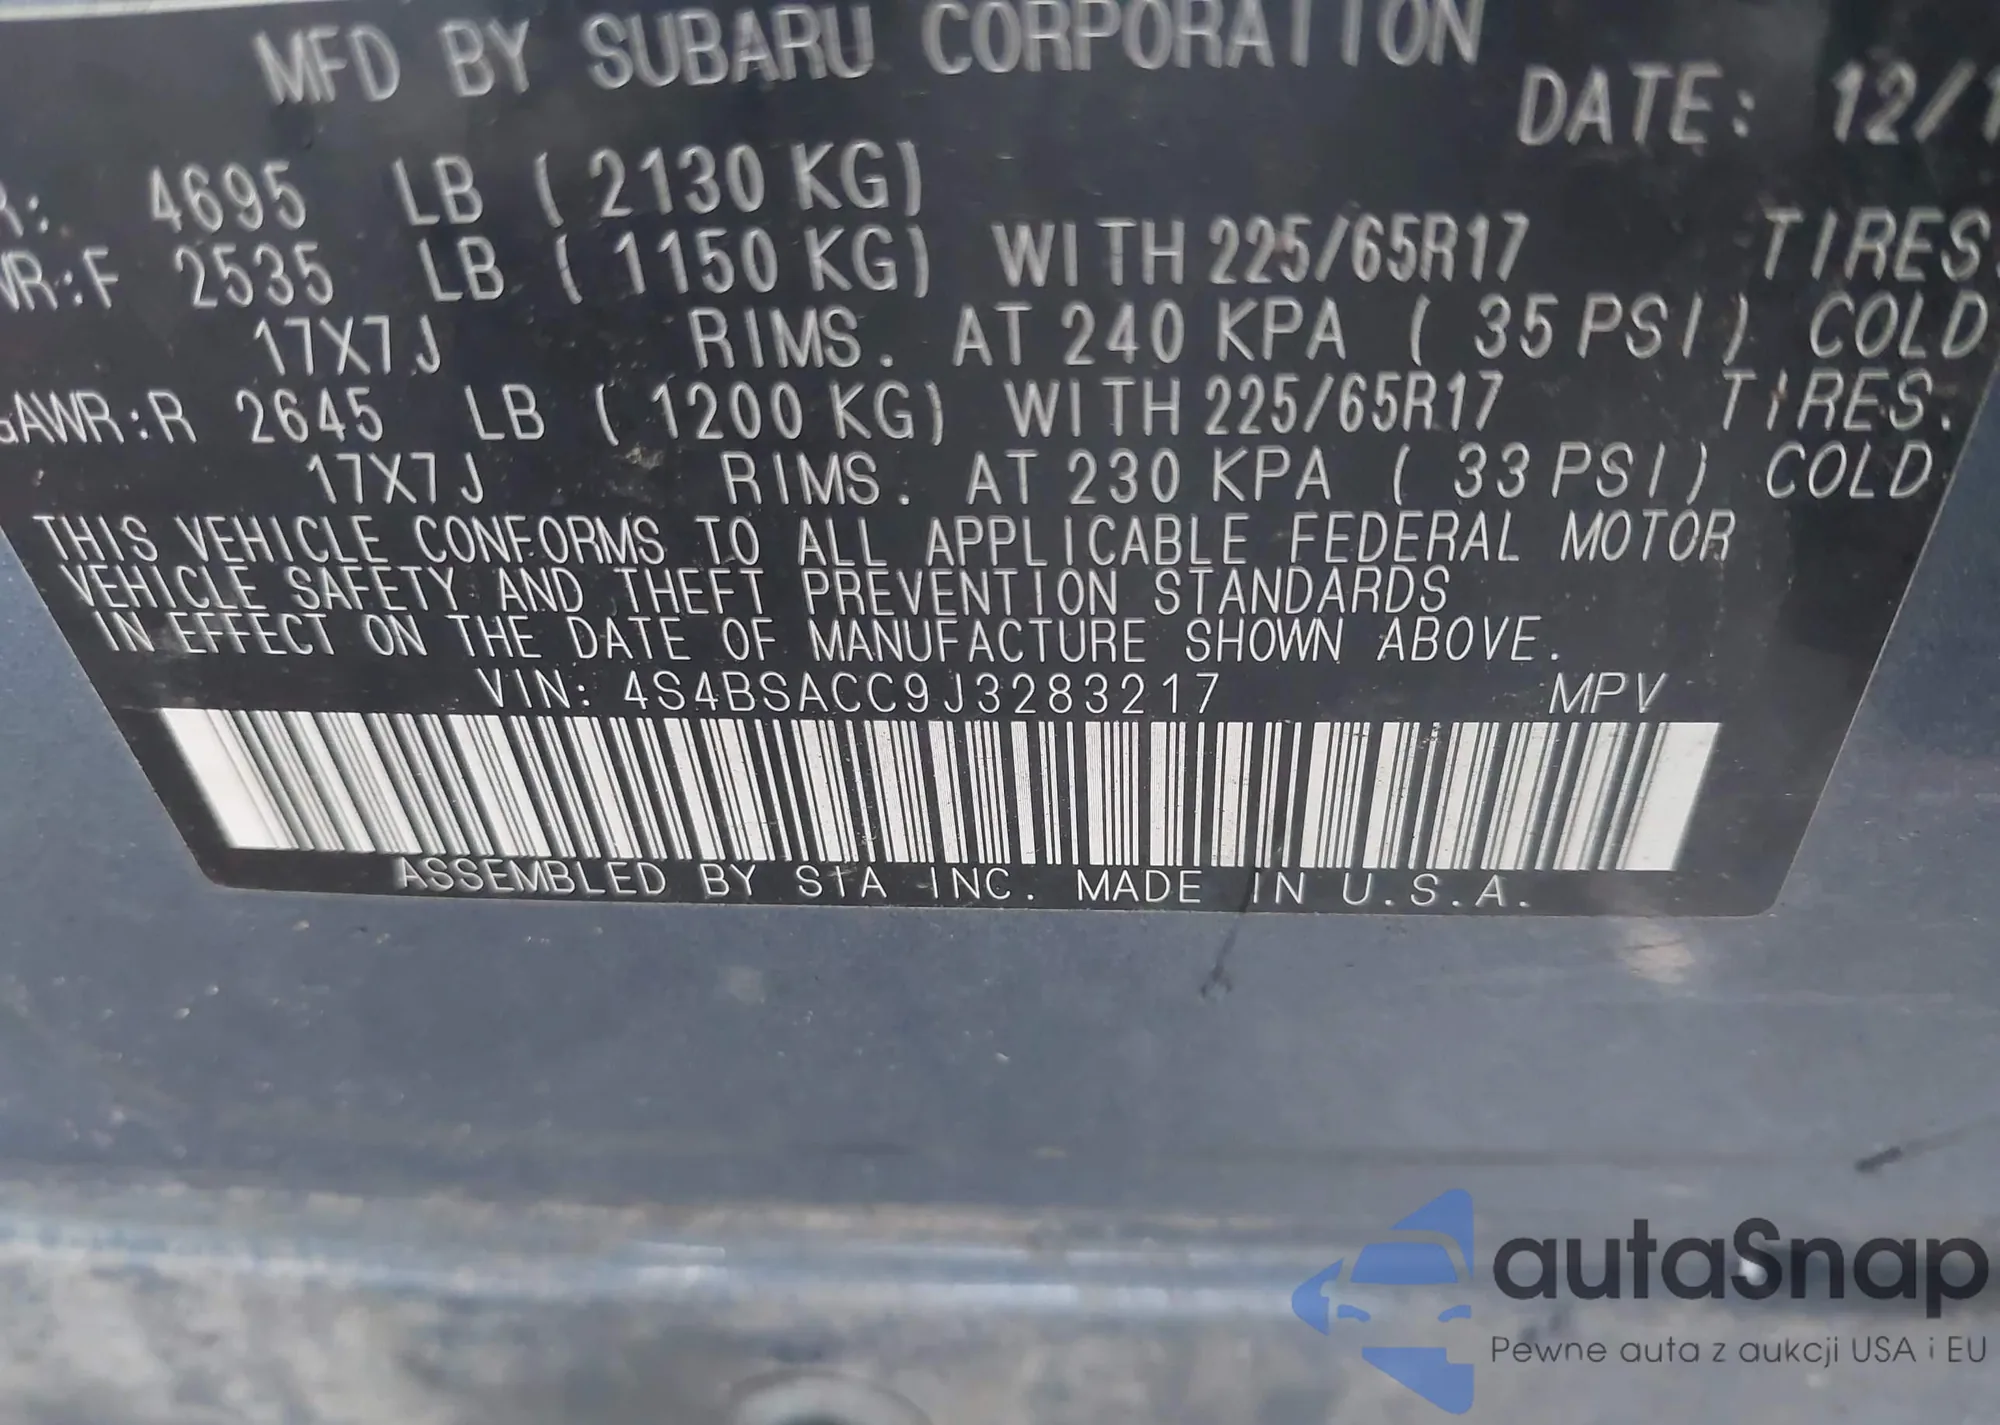 MFD BY SUBARU CORPORATION
DATE: 12/1
R: 4695 LB ( 2130 KG)
WR:F 2535 LB ( 1150 KG) WITH 225/65R17 TIRES.
17X7J RIMS. AT 240 KPA ( 35 PSI) COLD
GAWR:R 2645 LB ( 1200 KG) WITH 225/65R17 TIRES.
17X7J RIMS. AT 230 KPA ( 33 PSI) COLD
THIS VEHICLE CONFORMS TO ALL APPLICABLE FEDERAL MOTOR
VEHICLE SAFETY AND THEFT PREVENTION STANDARDS
IN EFFECT ON THE DATE OF MANUFACTURE SHOWN ABOVE.
VIN: 4S4BSACC9J3283217 MPV
ASSEMBLED BY SIA INC. MADE IN U.S.A.
autaSnap
Pewne auta z aukcji USA i EU